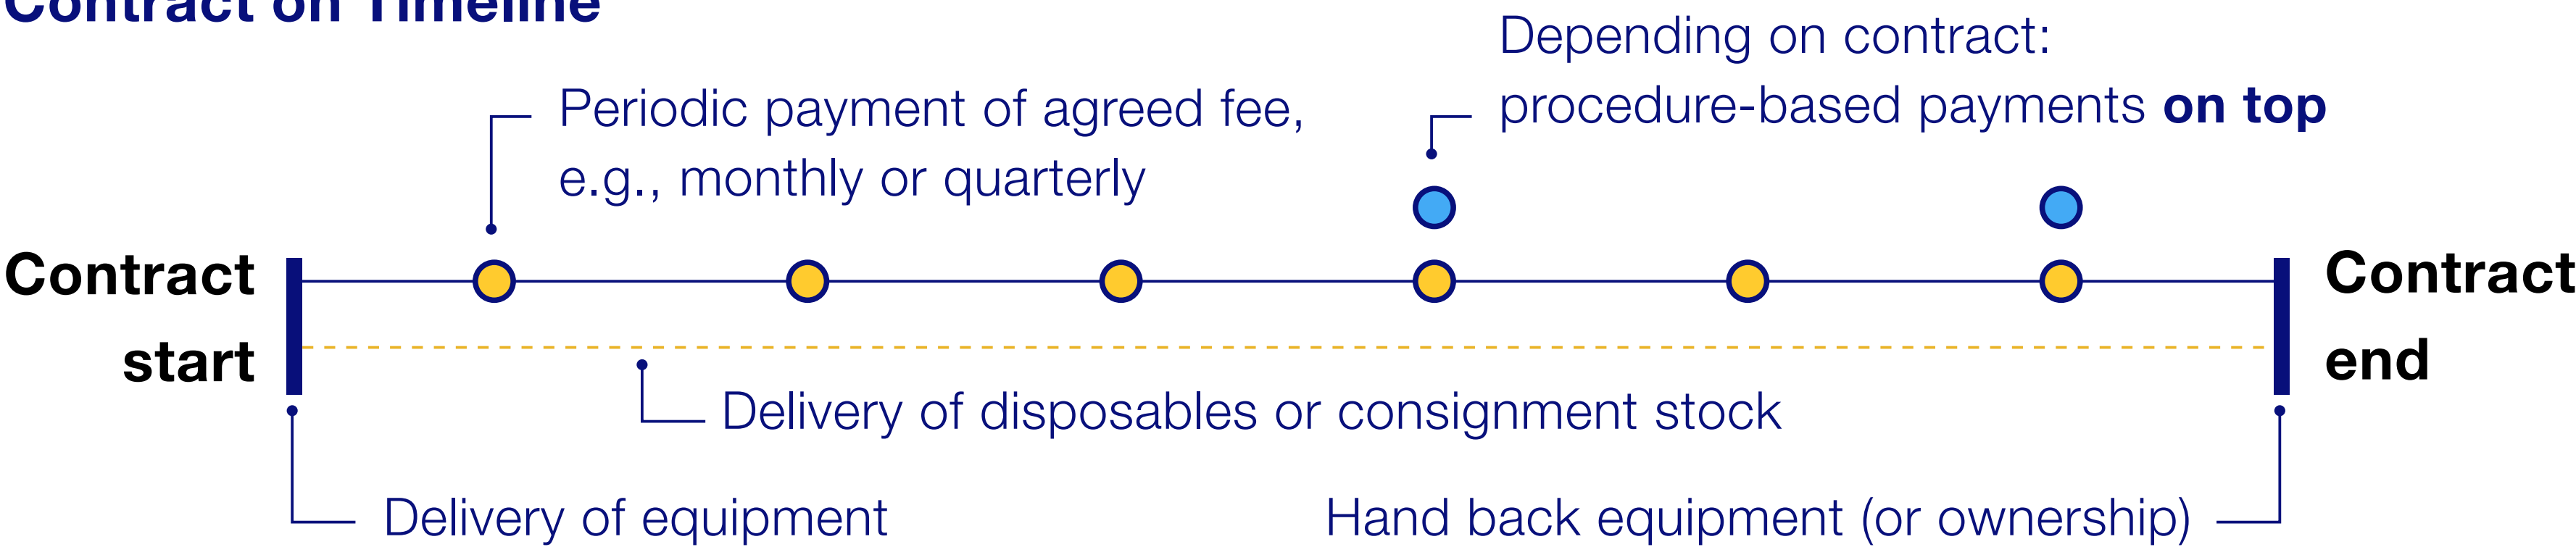 Contract on Timeline
Depending on contract:
procedure-based payments on top
Periodic payment of agreed fee,
e.g., monthly or quarterly
Contract
start
Contract
end
Delivery of disposables or consignment stock
Delivery of equipment
Hand back equipment (or ownership)